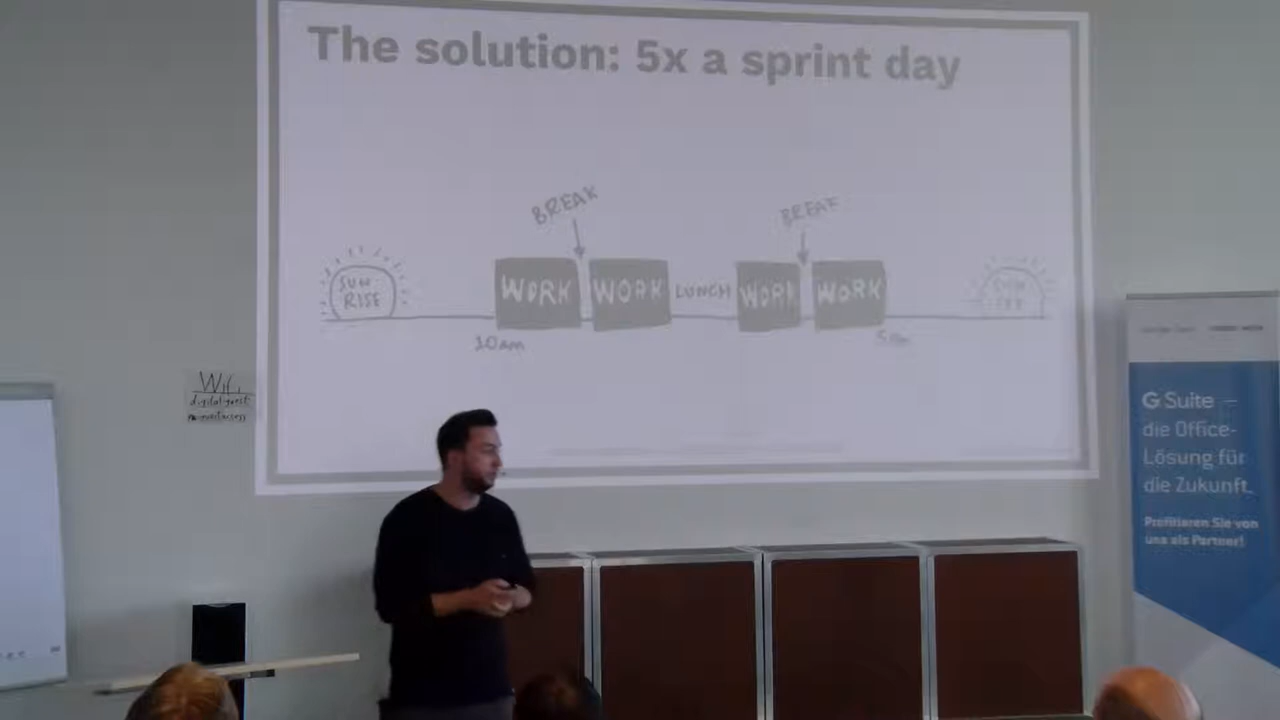 The solution: 5x a sprint day
BREAK
SUN
RISE
WORK
WORK
LUNCH
WORK
WORK
10am
Wifi
G Suite –
die Office-
Lösung für
die Zukunft.
Profitieren Sie von
uns als Partner!